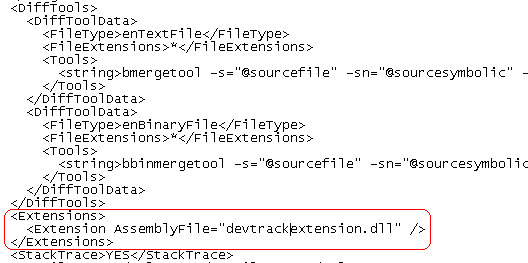 <DiffTools>
<DiffToolData>
<FileType>enTextFile</FileType>
<FileExtensions>*</FileExtensions>
<Tools>
<string>bmergetool -s="@sourcefile" -sn="@sourcesymbolic" -
</Tools>
</DiffToolData>
<DiffToolData>
<FileType>enBinaryFile</FileType>
<FileExtensions>*</FileExtensions>
<Tools>
<string>bbinmergetool -s="@sourcefile" -sn="@sourcesymbolic
</Tools>
</DiffToolData>
</DiffTools>
<Extensions>
<Extension AssemblyFile="devtrackextension.dll" />
</Extensions>
<StackTrace>YES</StackTrace>